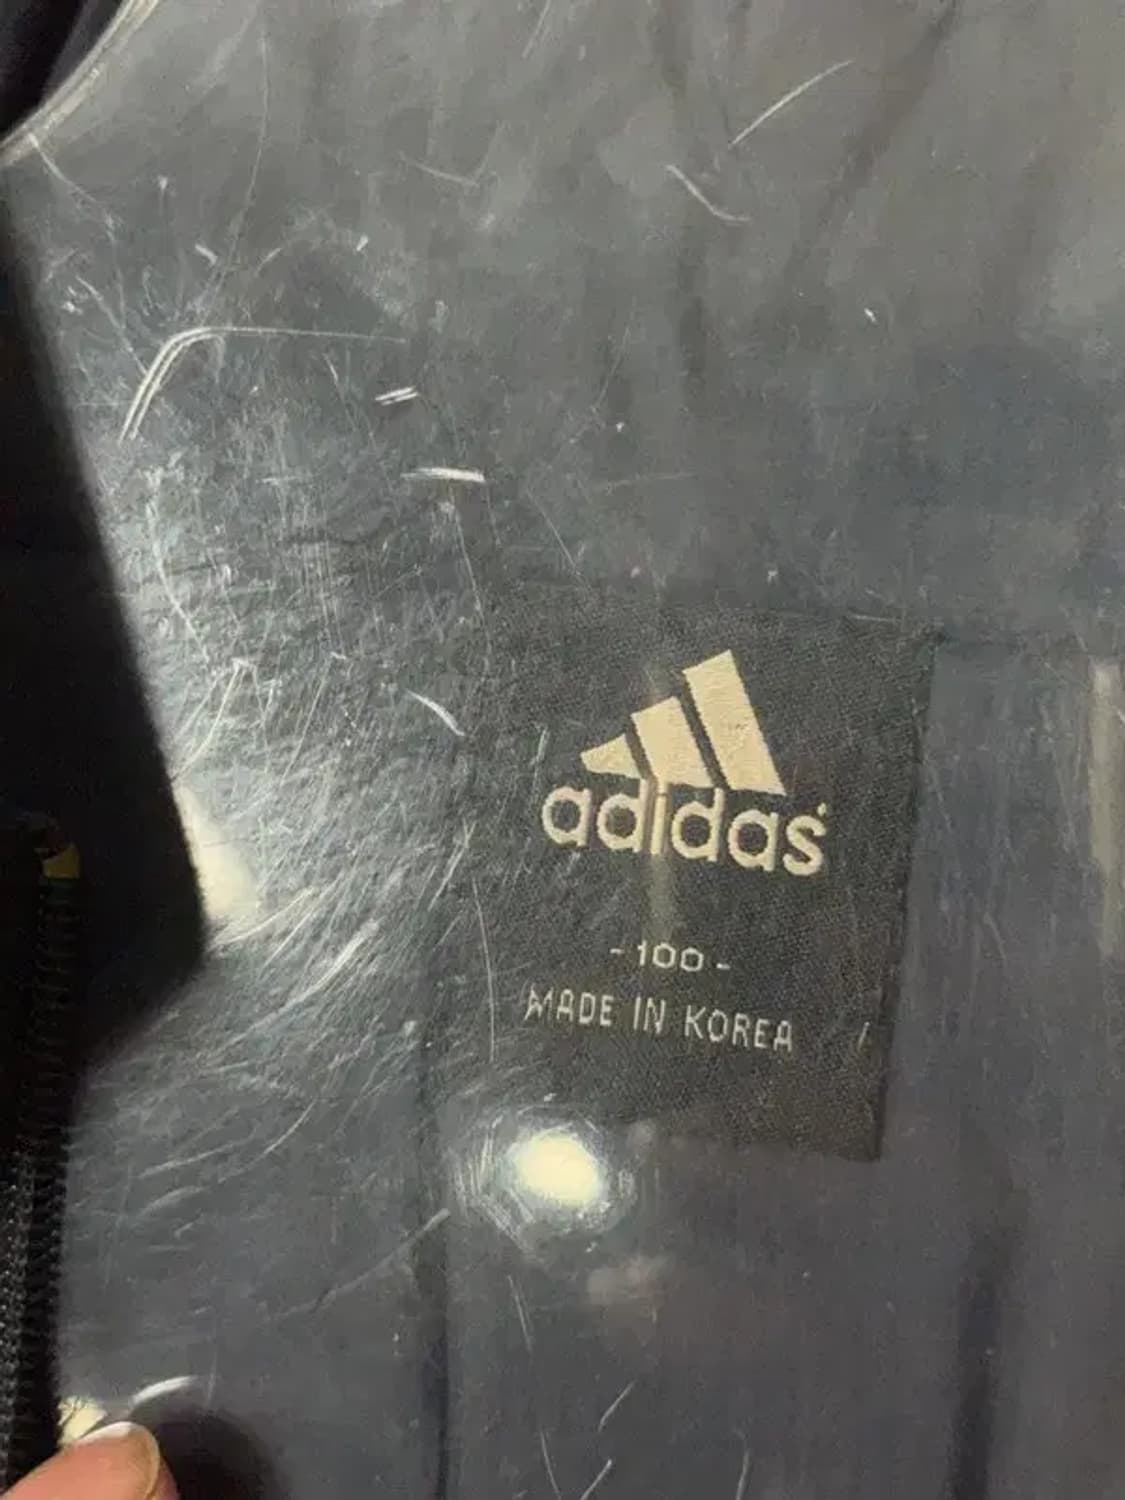 adidas
- 100 -
MADE IN KOREA